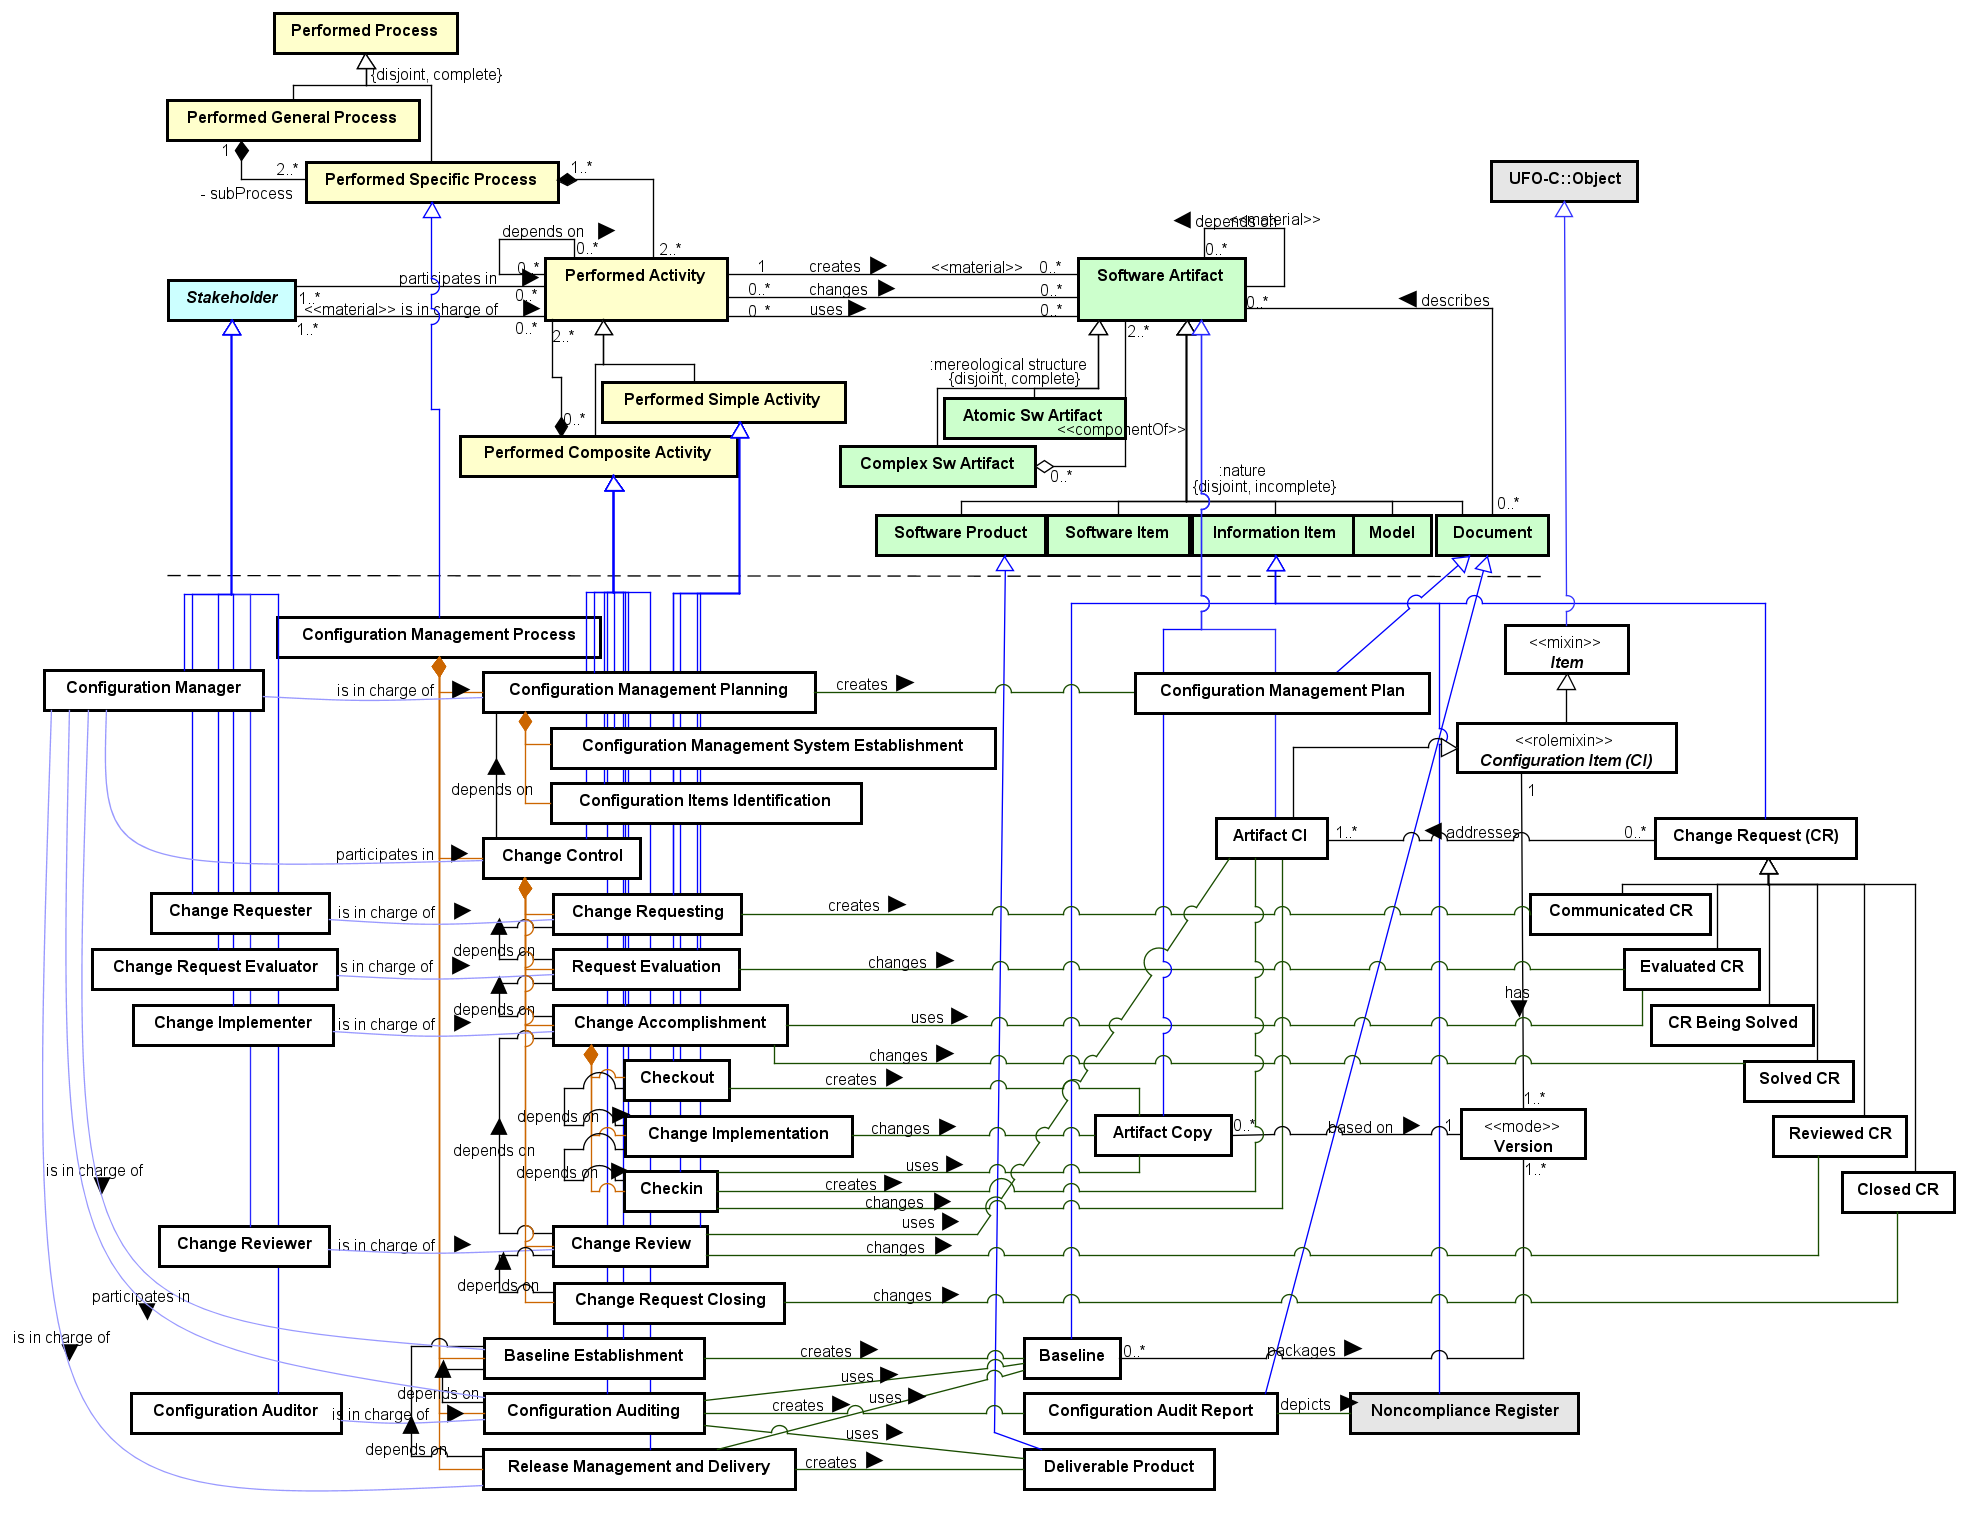 Performed Process
{disjoint, complete}
Performed General Process
1
2..*
- subProcess
Performed Specific Process
1..*
UFO-C::Object
depends on
0..*
2..*
0..*
depends on
<<material>>
0..*
Stakeholder
participates in
1..*
0..*
<<material>> is in charge of
1..*
0..*
Performed Activity
1
creates
<<material>>
0..*
0..*
changes
0..*
0..*
uses
0..*
Software Artifact
0..*
describes
2..*
2..*
:mereological structure
{disjoint, complete}
Performed Simple Activity
0..*
Atomic Sw Artifact
<<componentOf>>
Performed Composite Activity
Complex Sw Artifact
0..*
:nature
{disjoint, incomplete}
0..*
Software Product
Software Item
Information Item
Model
Document
Configuration Management Process
<<mixin>>
Item
Configuration Manager
is in charge of
Configuration Management Planning
creates
Configuration Management Plan
Configuration Management System Establishment
<<rolemixin>>
Configuration Item (CI)
depends on
Configuration Items Identification
1
participates in
Change Control
Artifact CI
1..*
addresses
0..*
Change Request (CR)
Change Requester
is in charge of
Change Requesting
creates
Communicated CR
depends on
Change Request Evaluator
is in charge of
Request Evaluation
changes
Evaluated CR
has
depends on
Change Implementer
is in charge of
Change Accomplishment
uses
CR Being Solved
changes
Checkout
creates
Solved CR
1..*
depends on
Change Implementation
changes
Artifact Copy
0..*
based on
1
<<mode>>
Version
Reviewed CR
depends on
is in charge of
depends on
uses
1..*
Checkin
creates
changes
Closed CR
uses
Change Reviewer
is in charge of
Change Review
changes
depends on
participates in
Change Request Closing
changes
is in charge of
Baseline Establishment
creates
Baseline
0..*
packages
uses
depends on
uses
Configuration Auditor
is in charge of
Configuration Auditing
creates
Configuration Audit Report
depicts
Noncompliance Register
uses
depends on
Release Management and Delivery
creates
Deliverable Product